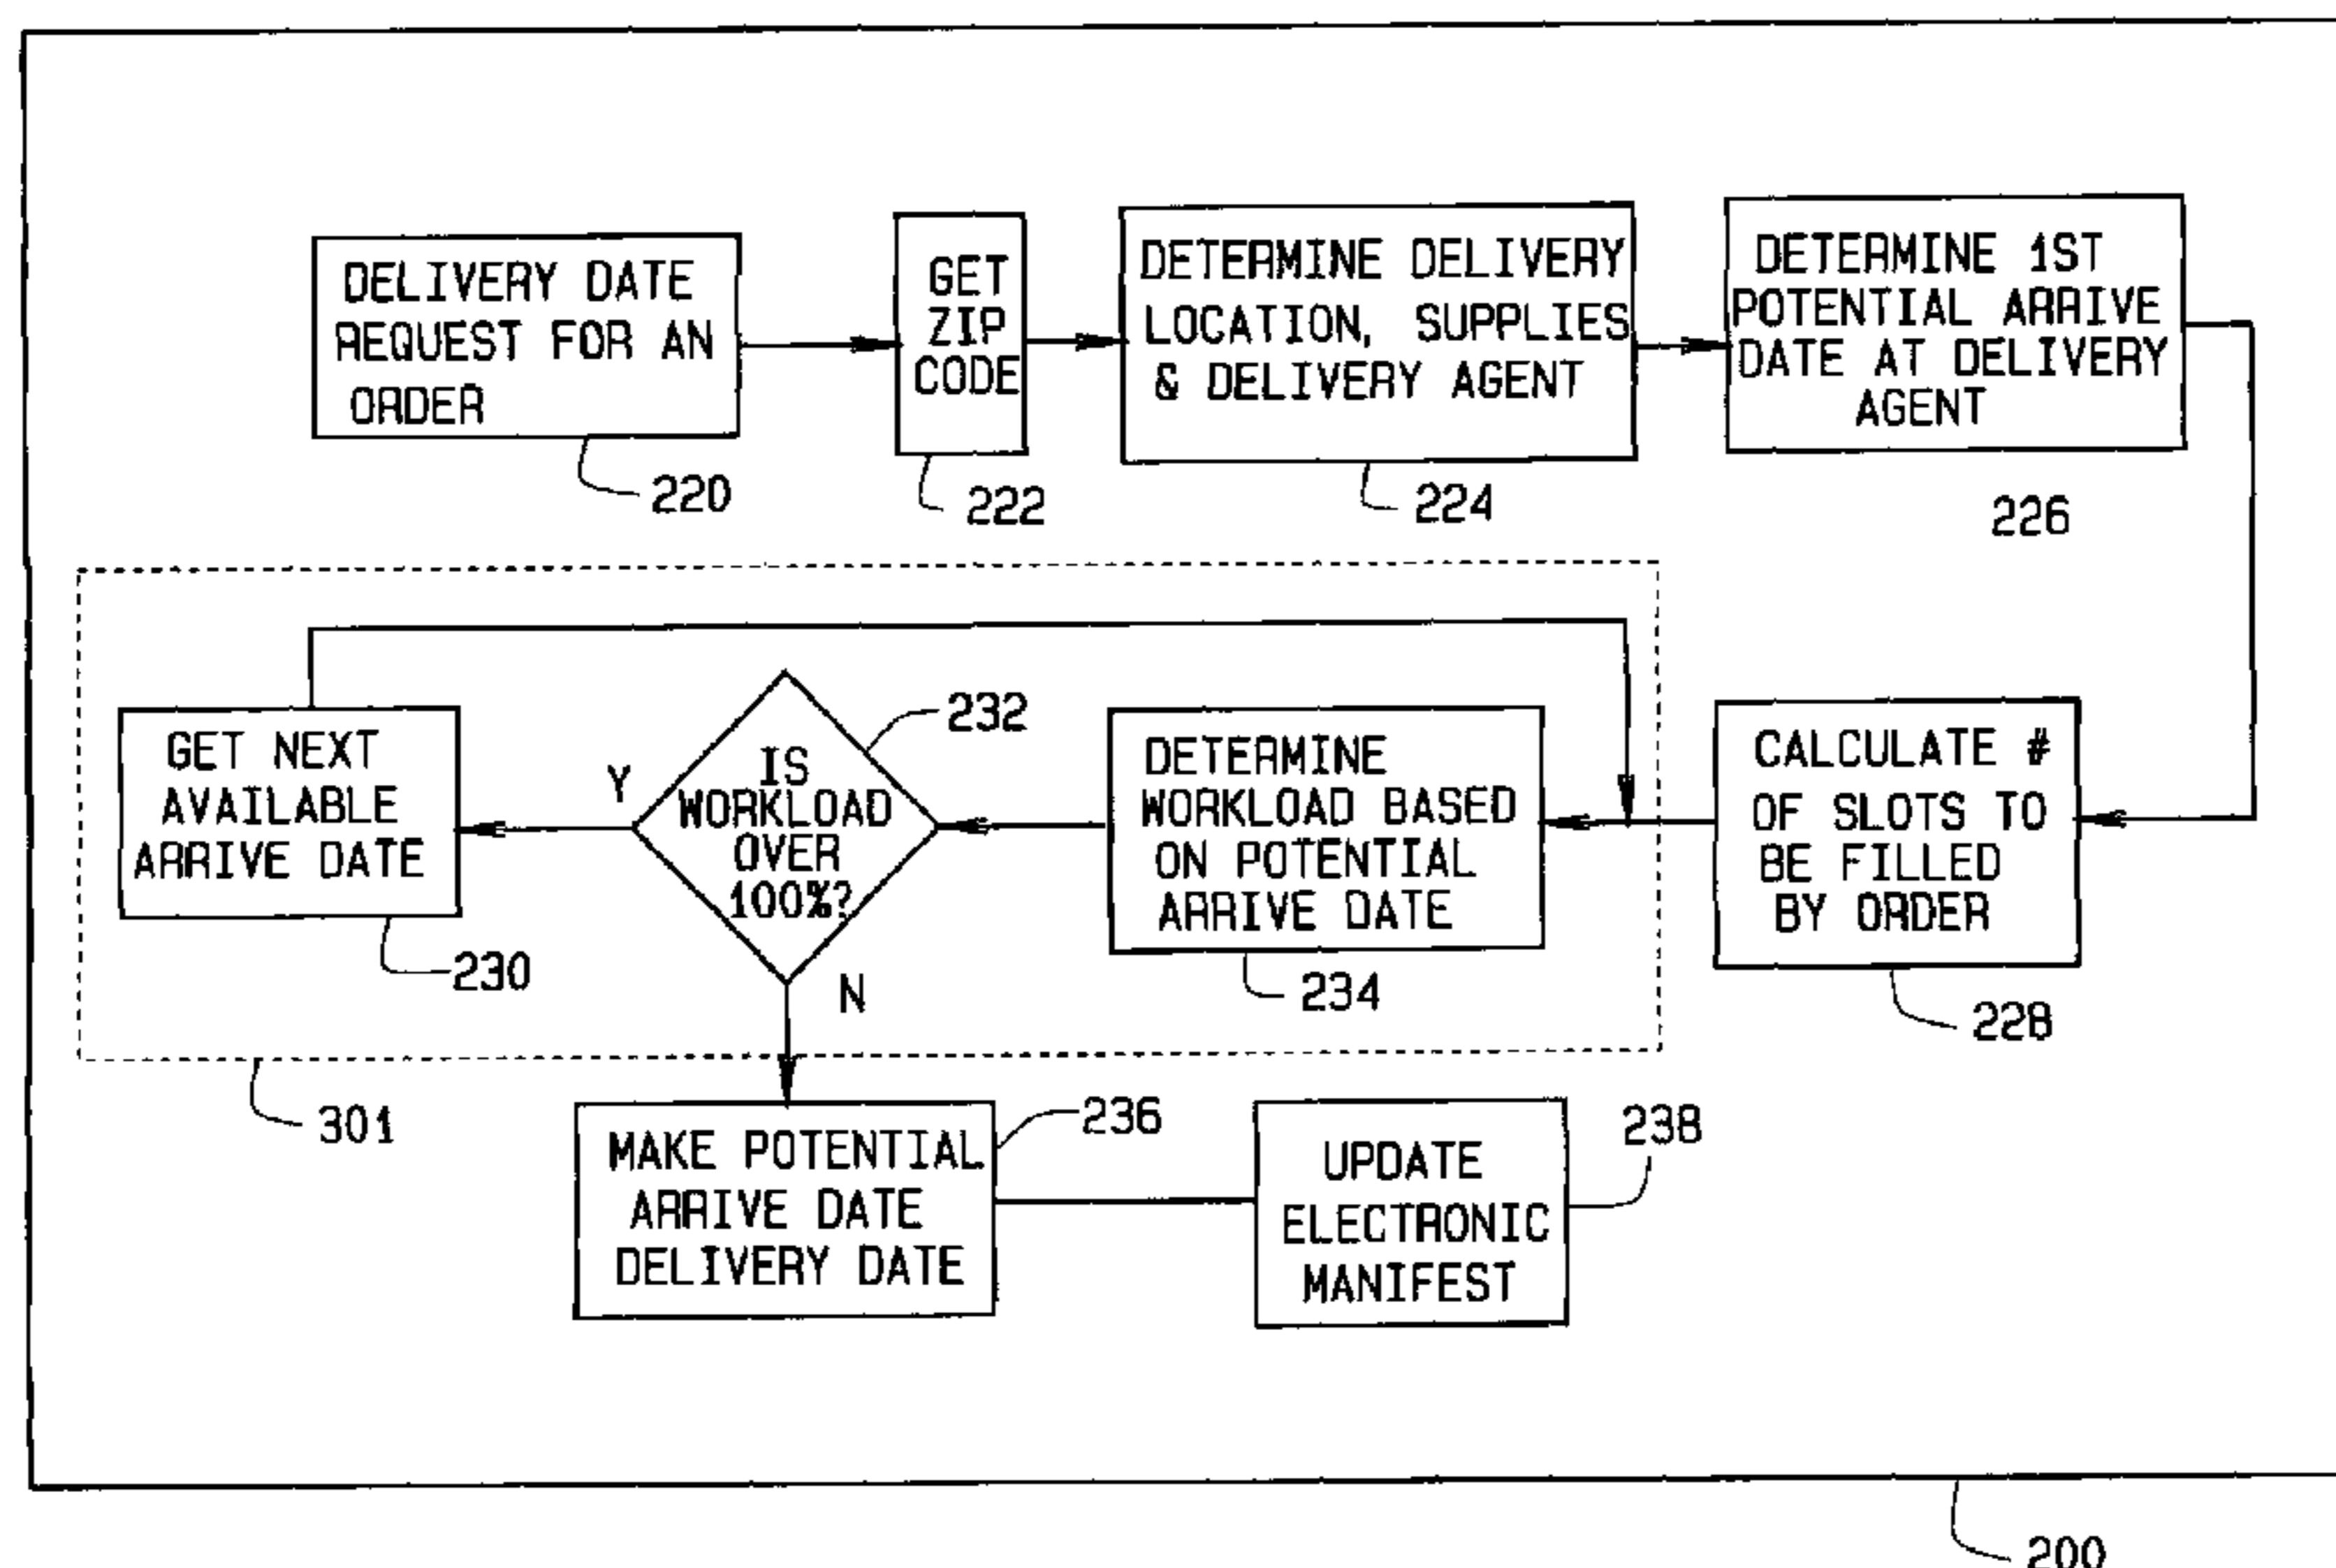 DELIVERY DATE
REQUEST FOR AN
ORDER
220
GET
ZIP
CODE
222
DETERMINE DELIVERY
LOCATION, SUPPLIES
& DELIVERY AGENT
224
DETERMINE 1ST
POTENTIAL ARRIVE
DATE AT DELIVERY
AGENT
226
GET NEXT
AVAILABLE
ARRIVE DATE
230
Y
IS
WORKLOAD
OVER
100%?
232
N
DETERMINE
WORKLOAD BASED
ON POTENTIAL
ARRIVE DATE
234
CALCULATE #
OF SLOTS TO
BE FILLED
BY ORDER
228
301
MAKE POTENTIAL
ARRIVE DATE
DELIVERY DATE
236
UPDATE
ELECTRONIC
MANIFEST
238
200